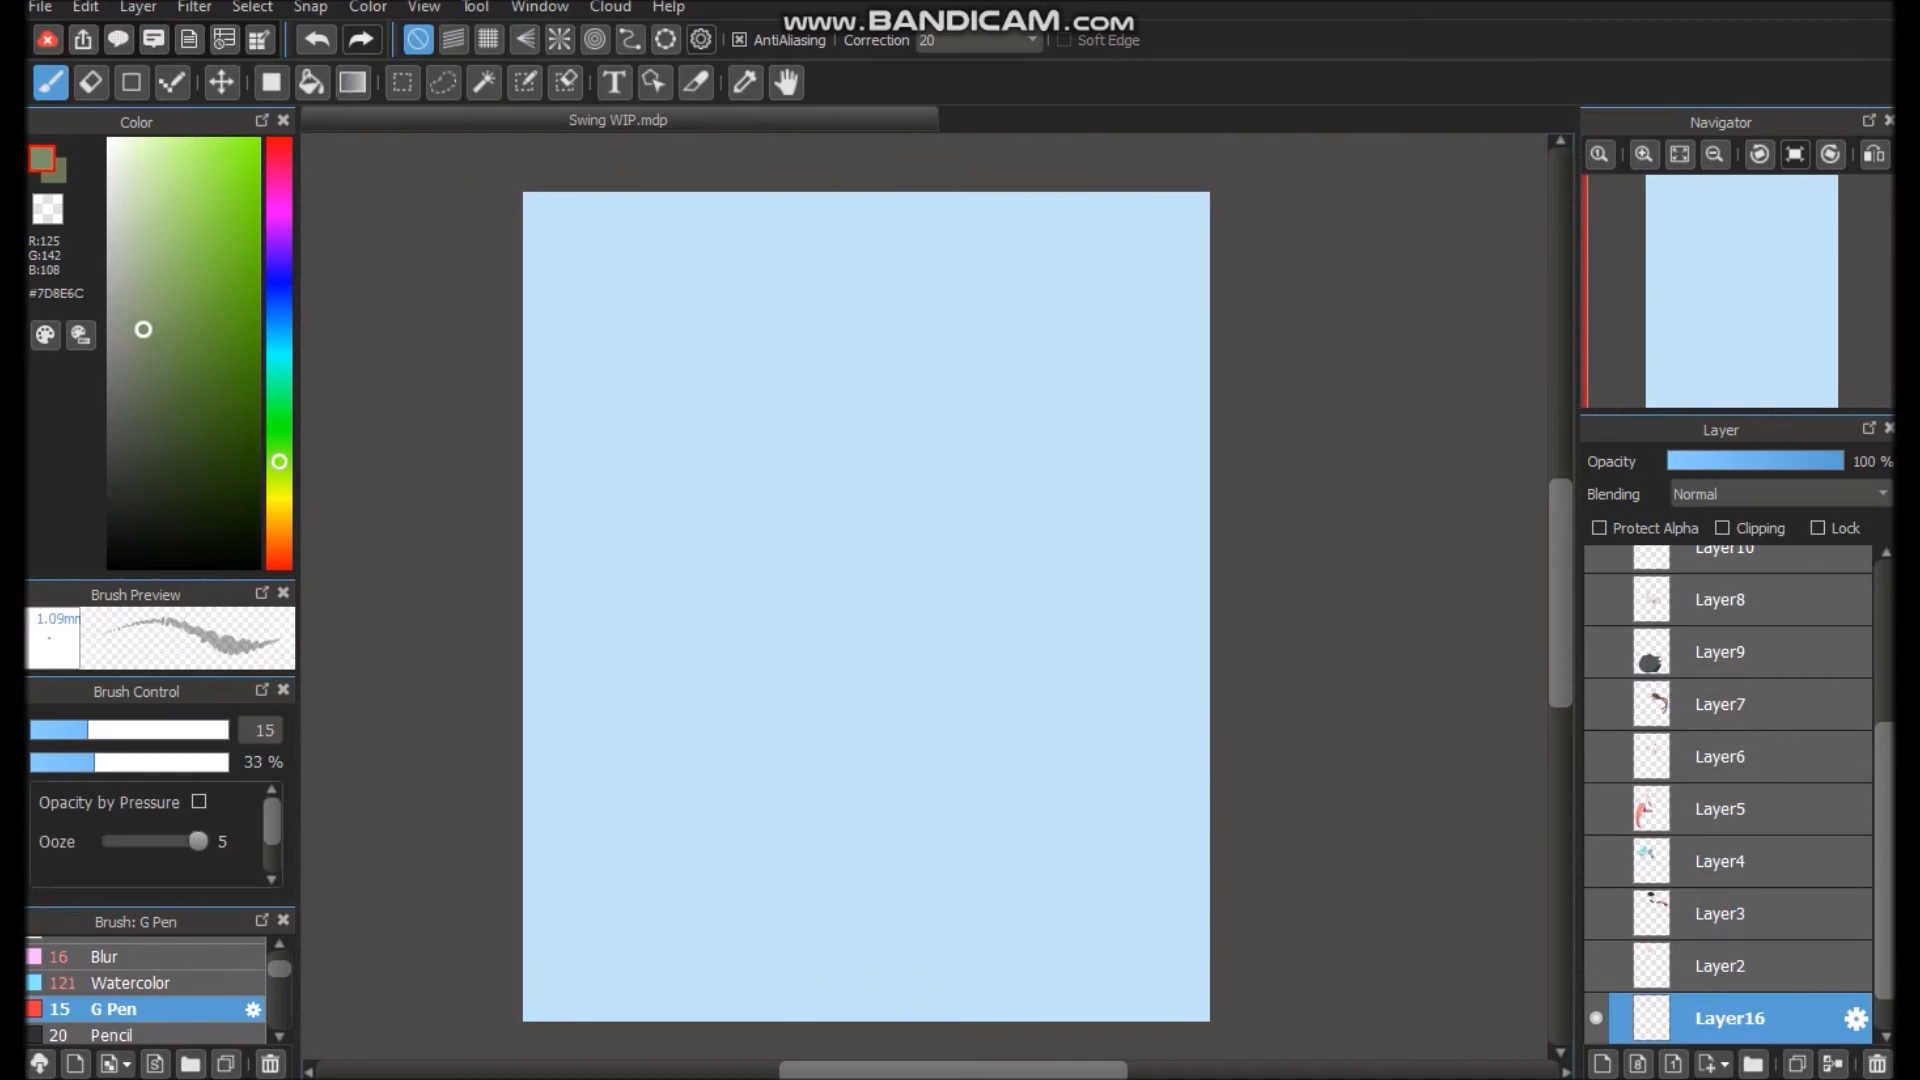 File Edit Layer Filter Select Snap Color View Tool Window Cloud Help
www.BANDICAM.com
AntiAliasing Correction 20 Soft Edge
Color
Swing WIP.mdp
Navigator
R:125
G:142
B:108
#7D8E6C
Layer
Opacity 100 %
Blending Normal
Protect Alpha Clipping Lock
Layer10
Layer8
Layer9
Layer7
Layer6
Layer5
Layer4
Layer3
Layer2
Layer16
Brush Preview
1.09mm
Brush Control
15
33 %
Opacity by Pressure
Ooze 5
Brush: G Pen
16 Blur
121 Watercolor
15 G Pen
20 Pencil